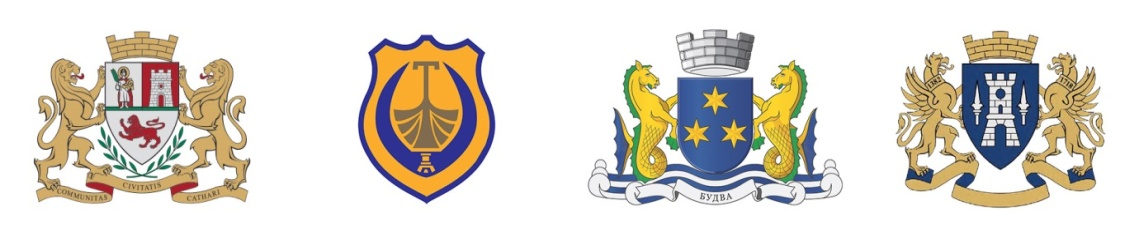 COMMUNITAS CIVITATIS CATHARI
БУДВА